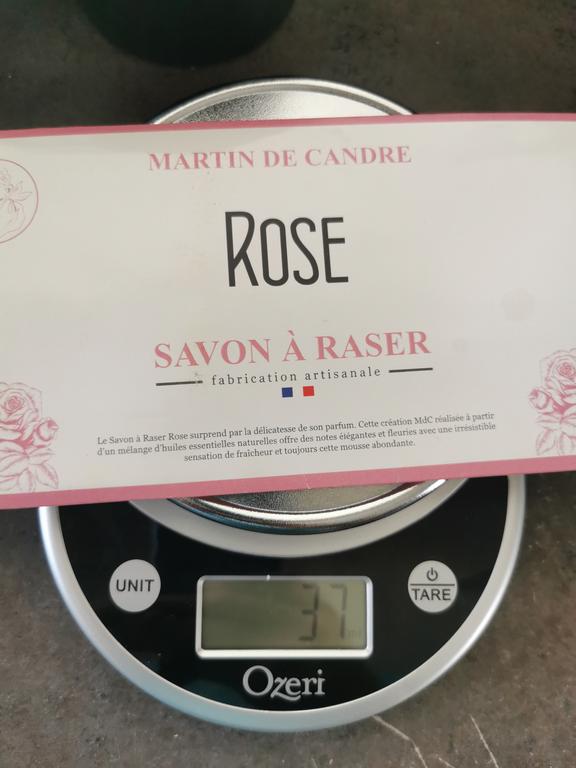 MARTIN DE CANDRE
ROSE
SAVON À RASER
fabrication artisanale
Le Savon à Raser Rose surprend par la délicatesse de son parfum. Cette création MdC réalisée à partir
d'un mélange d'huiles essentielles naturelles offre des notes élégantes et fleuries avec une irrésistible
sensation de fraîcheur et toujours cette mousse abondante.
UNIT
37
TARE
Ozeri